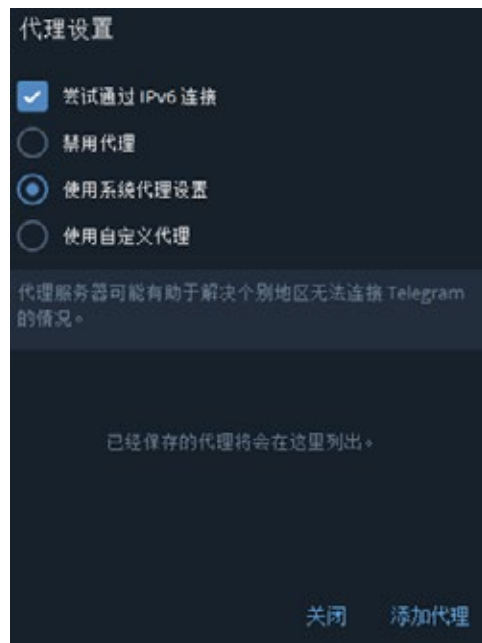 代理设置
尝试通过 IPv6 连接
禁用代理
使用系统代理设置
使用自定义代理
代理服务器可能有助于解决个别地区无法连接 Telegram
的情况。
已经保存的代理将会在这里列出。
关闭 添加代理